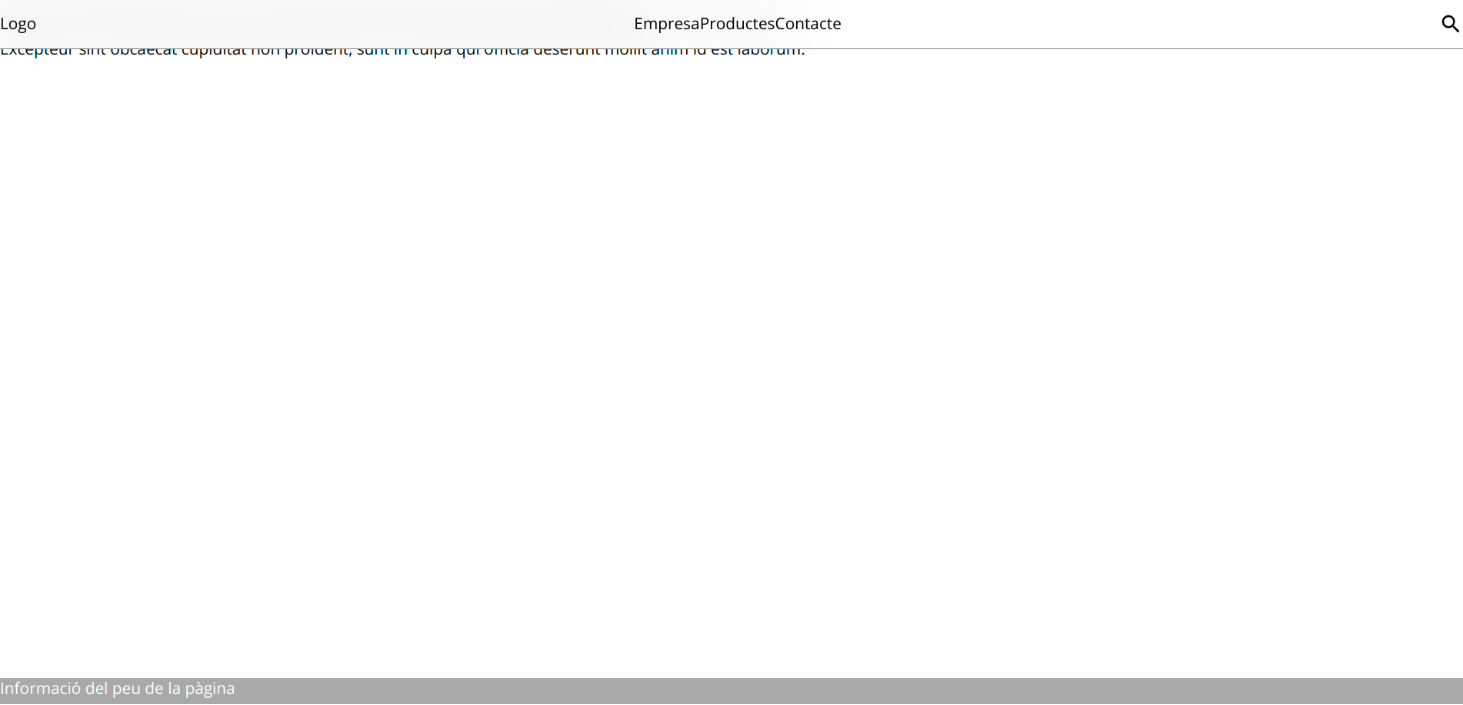 Logo
EmpresaProductesContacte
Excepteur sint obcaecat cupiditat non proident, sunt in culpa qui officia deserunt mollit anim id est laborum.
Informació del peu de la pàgina